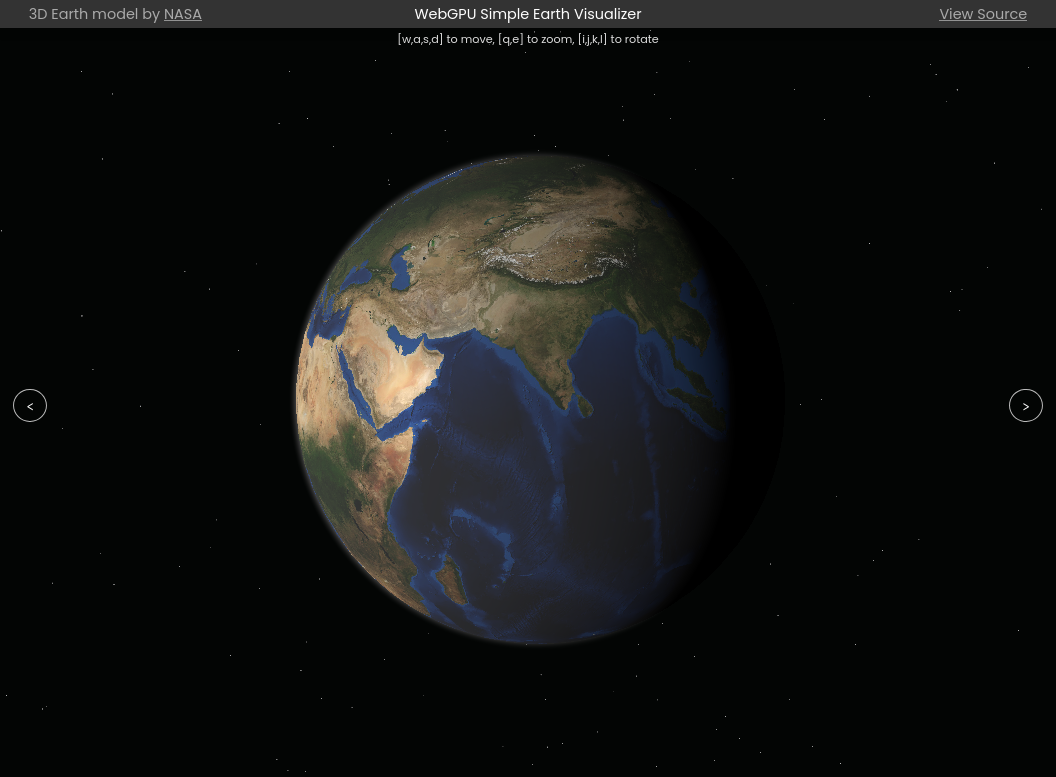 3D Earth model by NASA
WebGPU Simple Earth Visualizer
View Source
[w,a,s,d] to move, [q,e] to zoom, [i,j,k,l] to rotate
<
>